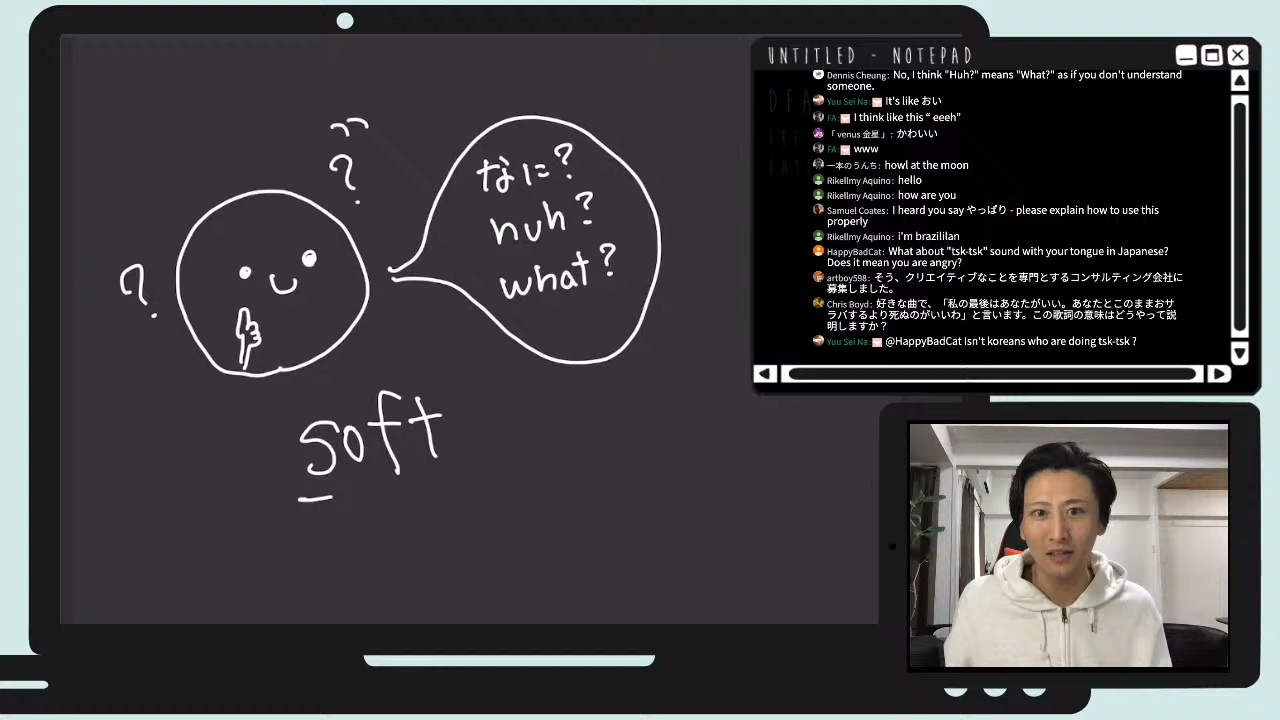 ?
?
なに?
huh?
what?
soft
UNTITLED - NOTEPAD
Dennis Cheung: No, I think "Huh?" means "What?" as if you don't understand
someone.
Yuu Sei Na: It's like おい
FA: I think like this “ eeeh”
「 venus 金星 」: かわいい
FA: www
一本のうんち: howl at the moon
Rikellmy Aquino: hello
Rikellmy Aquino: how are you
Samuel Coates: I heard you say やっぱり - please explain how to use this
properly
Rikellmy Aquino: i'm brazililan
HappyBadCat: What about "tsk-tsk" sound with your tongue in Japanese?
Does it mean you are angry?
artboy598: そう、クリエイティブなことを専門とするコンサルティング会社に
募集しました。
Chris Boyd: 好きな曲で、「私の最後はあなたがいい。あなたとこのままおサ
ラバするより死ぬのがいいわ」と言います。この歌詞の意味はどうやって説
明しますか？
Yuu Sei Na: @HappyBadCat Isn't koreans who are doing tsk-tsk ?